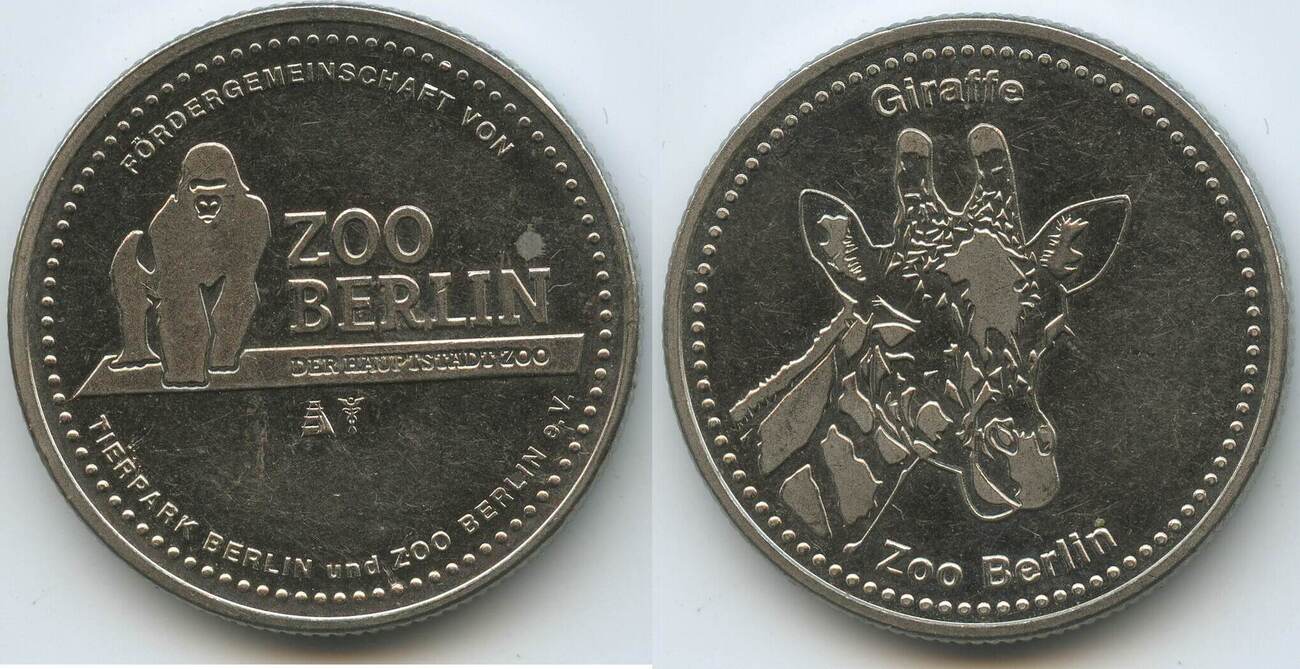 FÖRDERGEMEINSCHAFT VON
ZOO
BERLIN
DER HAUPTSTADT ZOO
TIERPARK BERLIN und ZOO BERLIN e.V.
Giraffe
Zoo Berlin